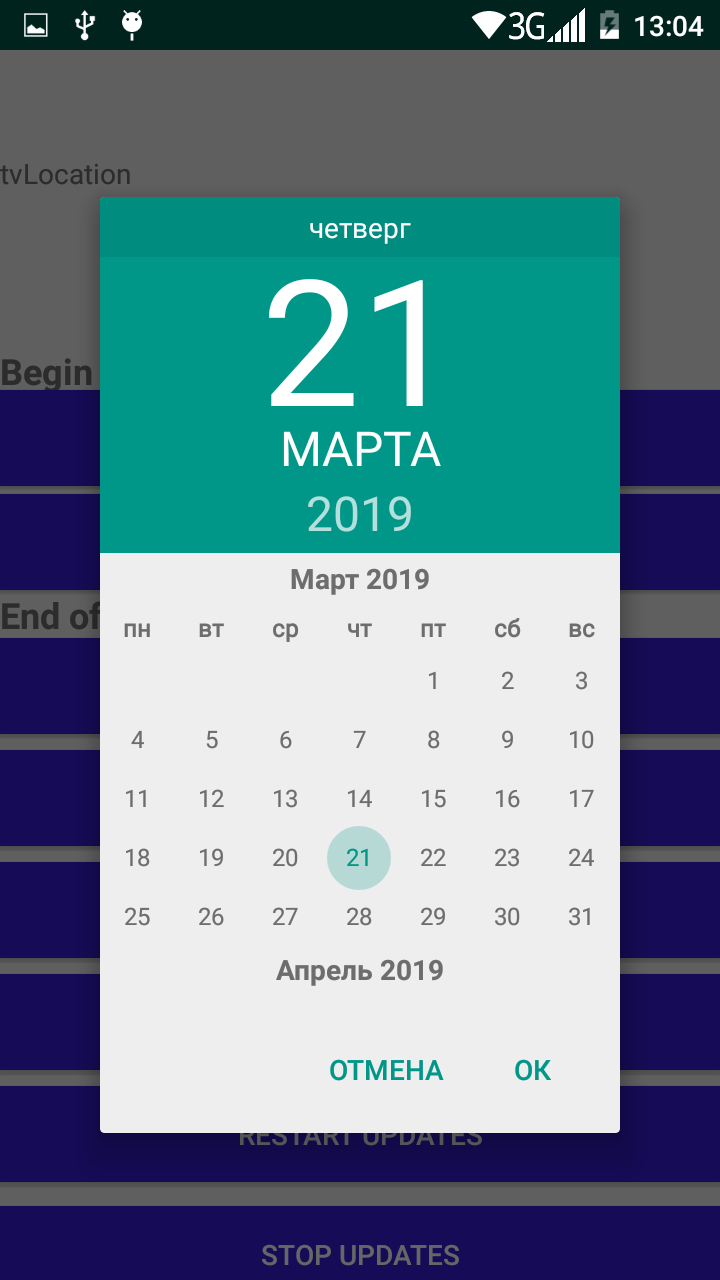 3G 13:04
tvLocation
четверг
21
МАРТА
2019
Begin
Март 2019
End of
пн вт ср чт пт сб вс
1 2 3
4 5 6 7 8 9 10
11 12 13 14 15 16 17
18 19 20 21 22 23 24
25 26 27 28 29 30 31
Апрель 2019
ОТМЕНА ОК
RESTART UPDATES
STOP UPDATES